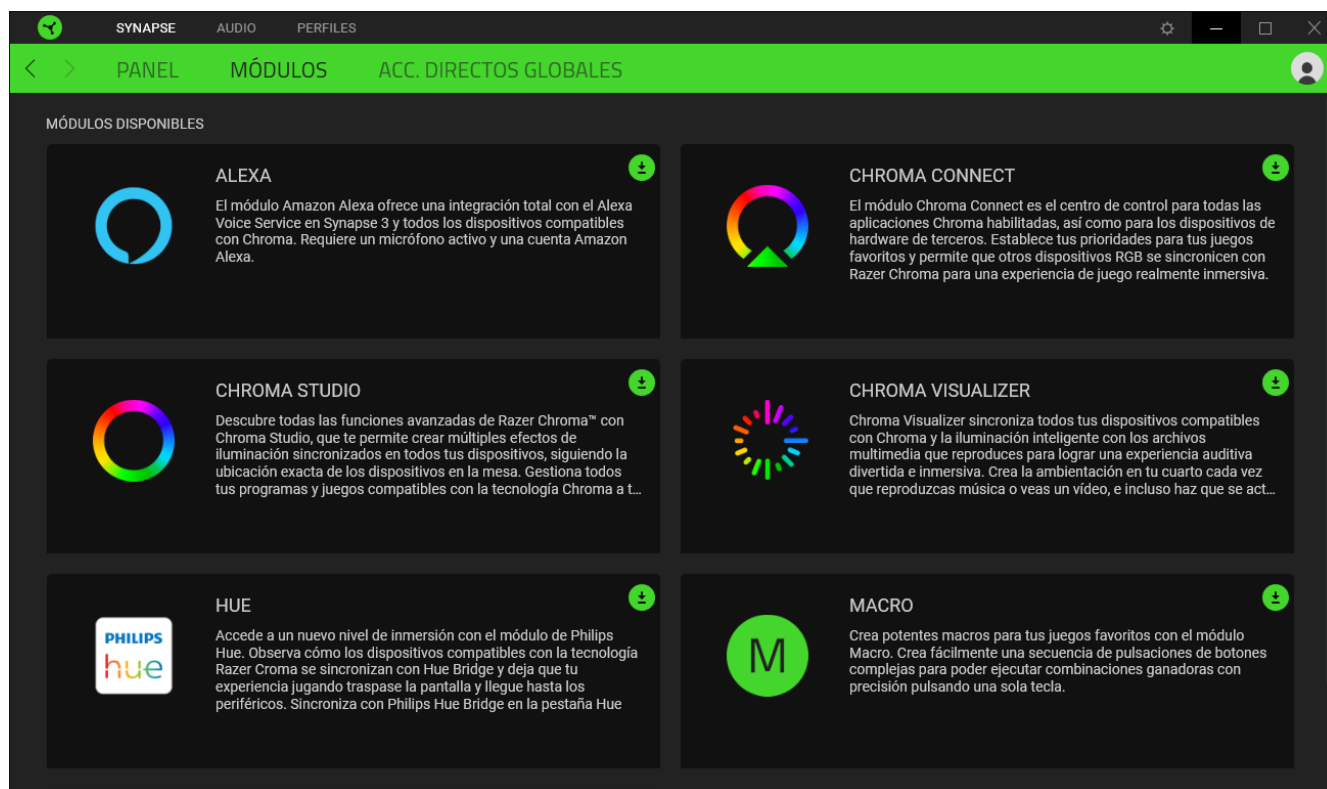 SYNAPSE AUDIO PERFILES
PANEL MÓDULOS ACC. DIRECTOS GLOBALES
MÓDULOS DISPONIBLES
ALEXA
El módulo Amazon Alexa ofrece una integración total con el Alexa
Voice Service en Synapse 3 y todos los dispositivos compatibles
con Chroma. Requiere un micrófono activo y una cuenta Amazon
Alexa.
CHROMA CONNECT
El módulo Chroma Connect es el centro de control para todas las
aplicaciones Chroma habilitadas, así como para los dispositivos de
hardware de terceros. Establece tus prioridades para tus juegos
favoritos y permite que otros dispositivos RGB se sincronicen con
Razer Chroma para una experiencia de juego realmente inmersiva.
CHROMA STUDIO
Descubre todas las funciones avanzadas de Razer Chroma™ con
Chroma Studio, que te permite crear múltiples efectos de
iluminación sincronizados en todos tus dispositivos, siguiendo la
ubicación exacta de los dispositivos en la mesa. Gestiona todos
tus programas y juegos compatibles con la tecnología Chroma a t...
CHROMA VISUALIZER
Chroma Visualizer sincroniza todos tus dispositivos compatibles
con Chroma y la iluminación inteligente con los archivos
multimedia que reproduces para lograr una experiencia auditiva
divertida e inmersiva. Crea la ambientación en tu cuarto cada vez
que reproduzcas música o veas un vídeo, e incluso haz que se act...
PHILIPS
hue
HUE
Accede a un nuevo nivel de inmersión con el módulo de Philips
Hue. Observa cómo los dispositivos compatibles con la tecnología
Razer Croma se sincronizan con Hue Bridge y deja que tu
experiencia jugando traspase la pantalla y llegue hasta los
periféricos. Sincroniza con Philips Hue Bridge en la pestaña Hue
M
MACRO
Crea potentes macros para tus juegos favoritos con el módulo
Macro. Crea fácilmente una secuencia de pulsaciones de botones
complejas para poder ejecutar combinaciones ganadoras con
precisión pulsando una sola tecla.